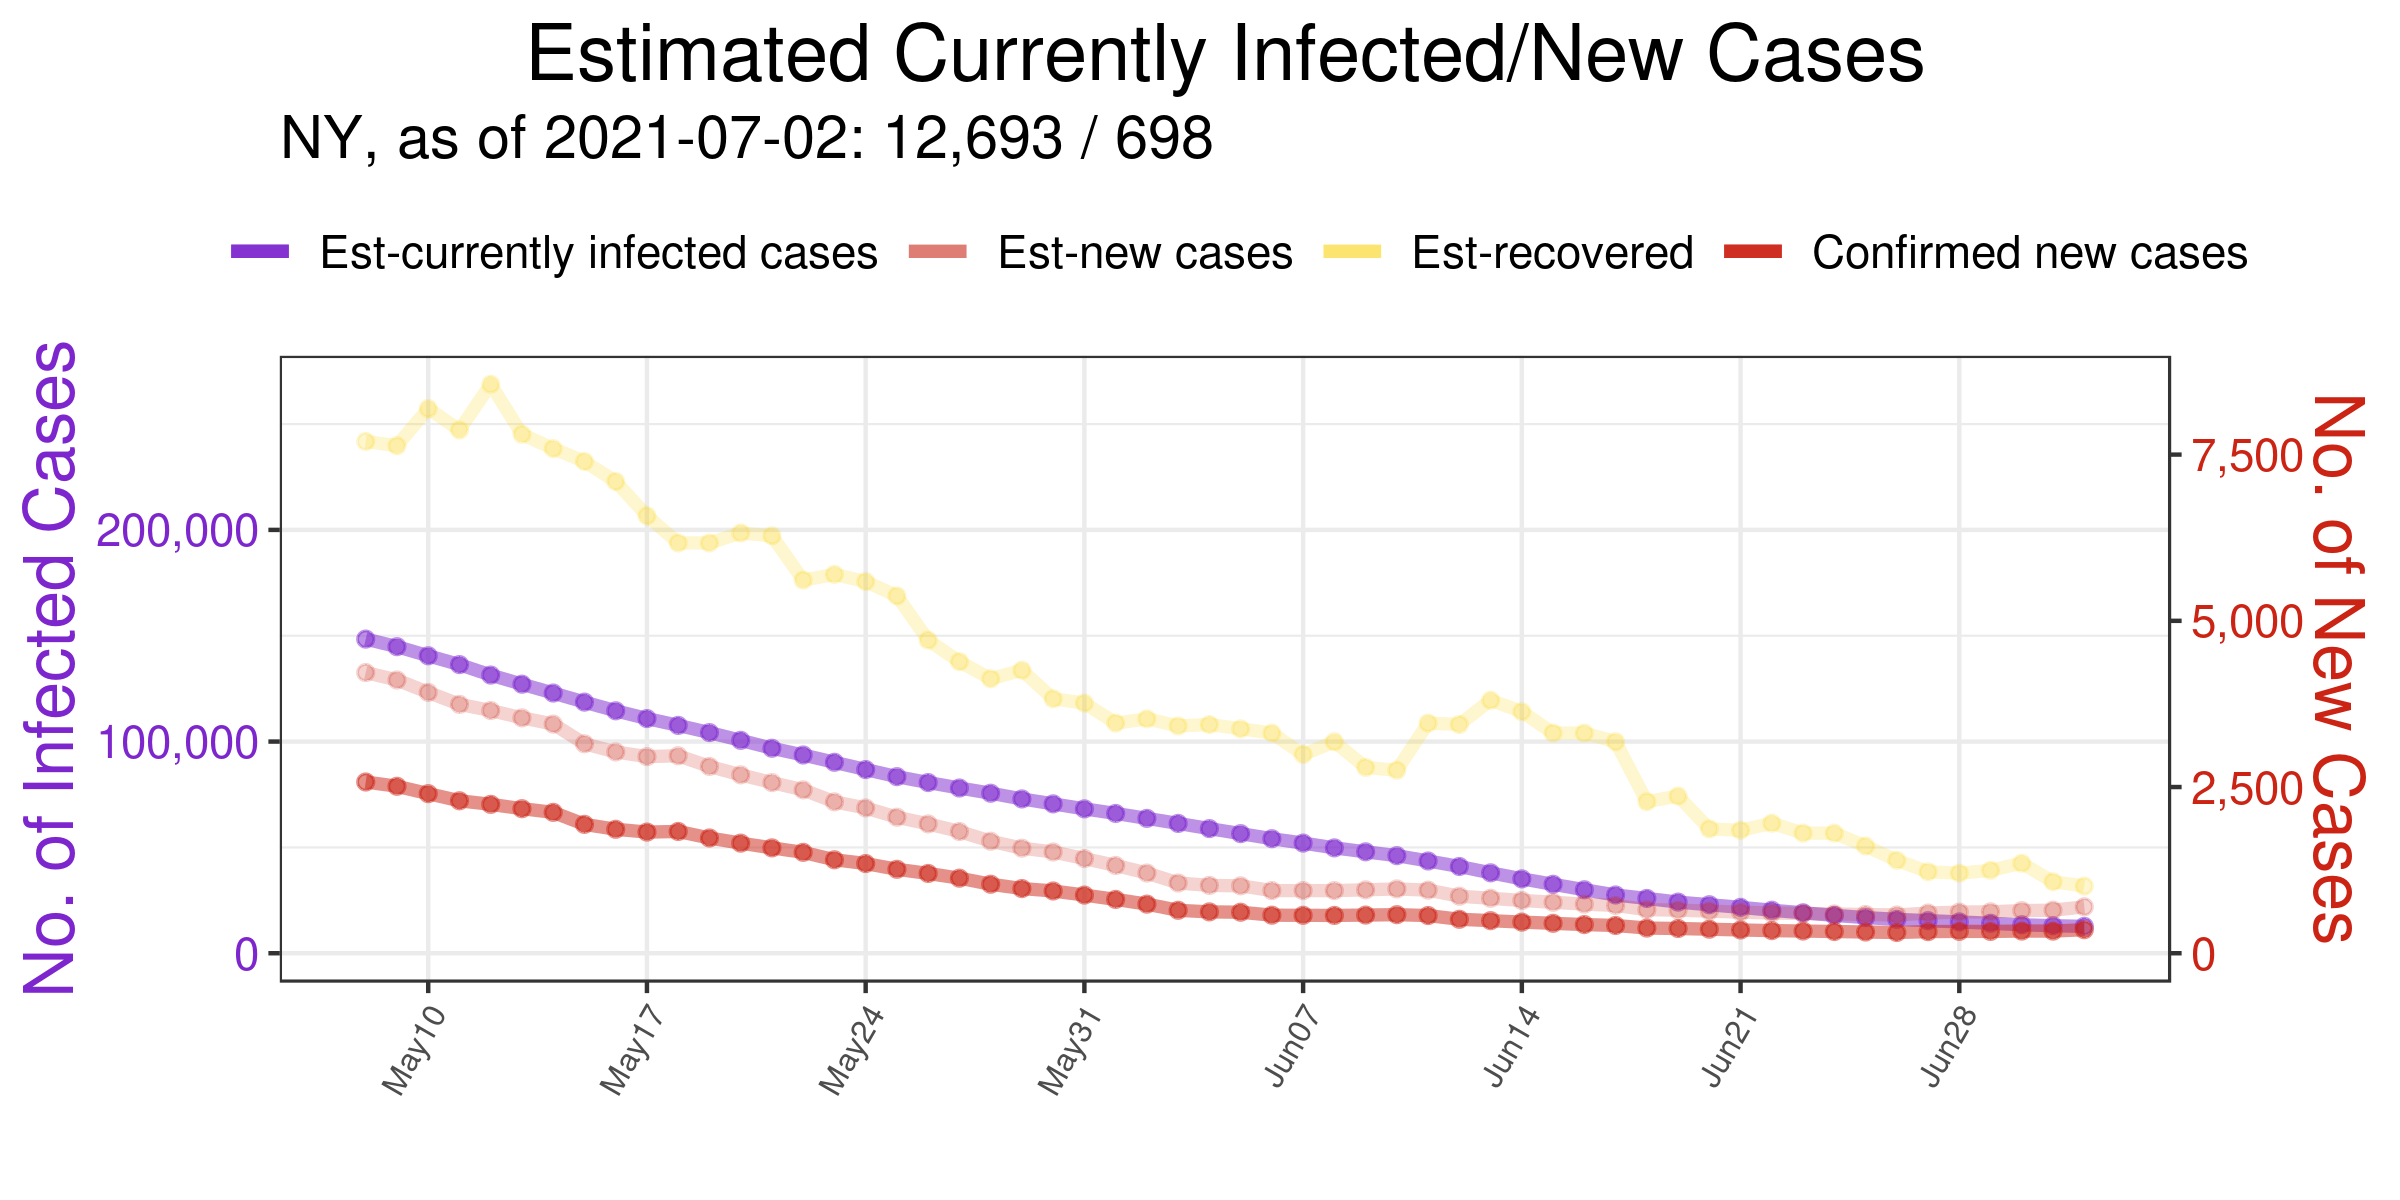 Estimated Currently Infected/New Cases
NY, as of 2021-07-02: 12,693 / 698
Est-currently infected cases Est-new cases Est-recovered Confirmed new cases
No. of Infected Cases
200,000
100,000
0
7,500
5,000
2,500
0
No. of New Cases
May10 May17 May24 May31 Jun07 Jun14 Jun21 Jun28